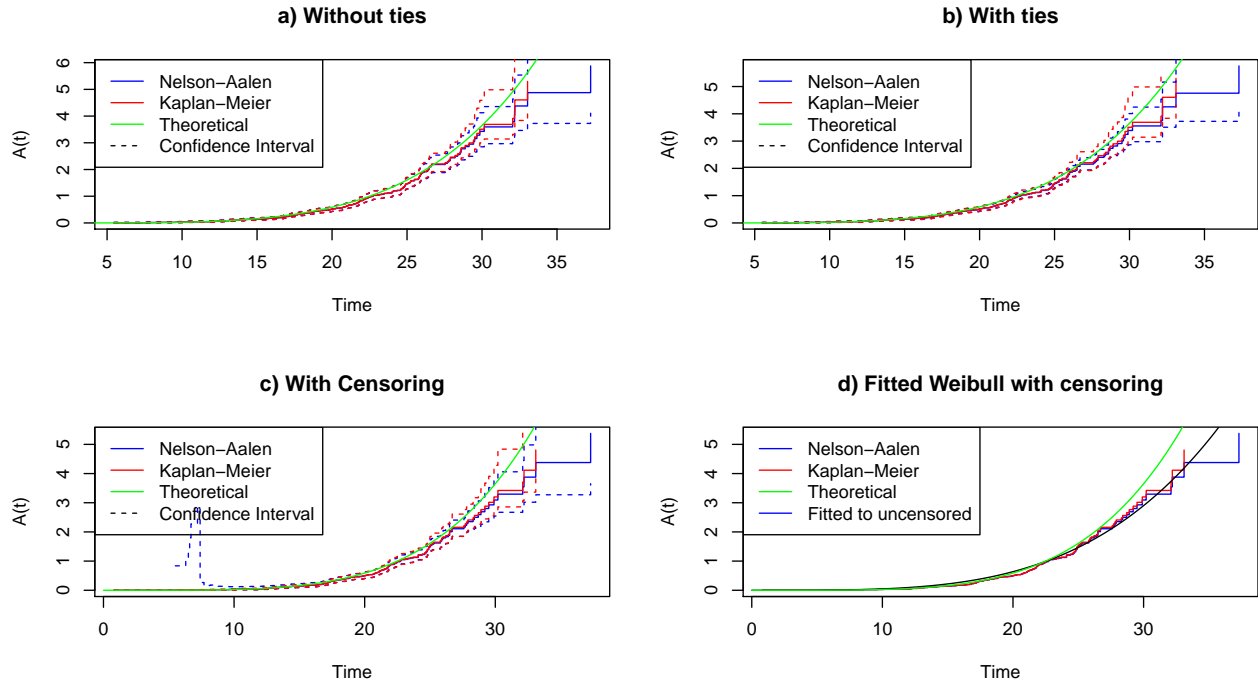 a) Without ties
A(t)
0 1 2 3 4 5 6
Nelson−Aalen
Kaplan−Meier
Theoretical
Confidence Interval
5 10 15 20 25 30 35
Time
b) With ties
A(t)
0 1 2 3 4 5
Nelson−Aalen
Kaplan−Meier
Theoretical
Confidence Interval
5 10 15 20 25 30 35
Time
c) With Censoring
A(t)
0 1 2 3 4 5
Nelson−Aalen
Kaplan−Meier
Theoretical
Confidence Interval
0 10 20 30
Time
d) Fitted Weibull with censoring
A(t)
0 1 2 3 4 5
Nelson−Aalen
Kaplan−Meier
Theoretical
Fitted to uncensored
0 10 20 30
Time